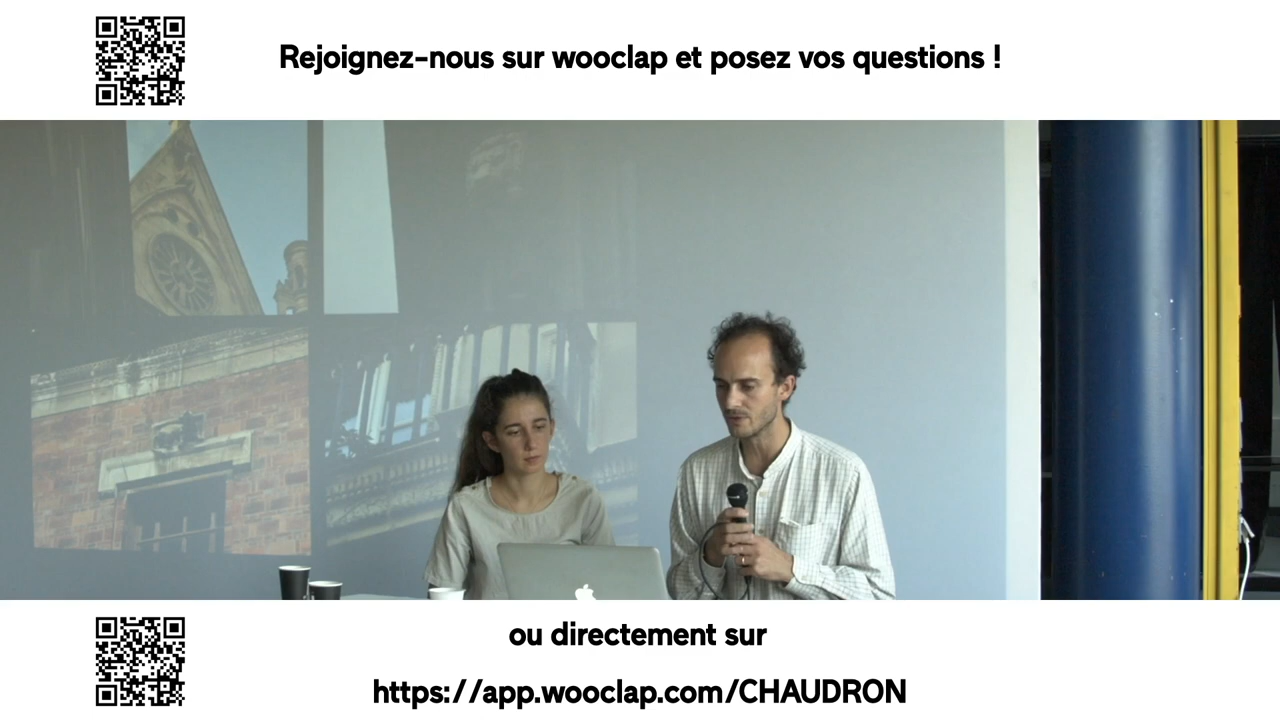 Rejoignez-nous sur wooclap et posez vos questions !
ou directement sur
https://app.wooclap.com/CHAUDRON